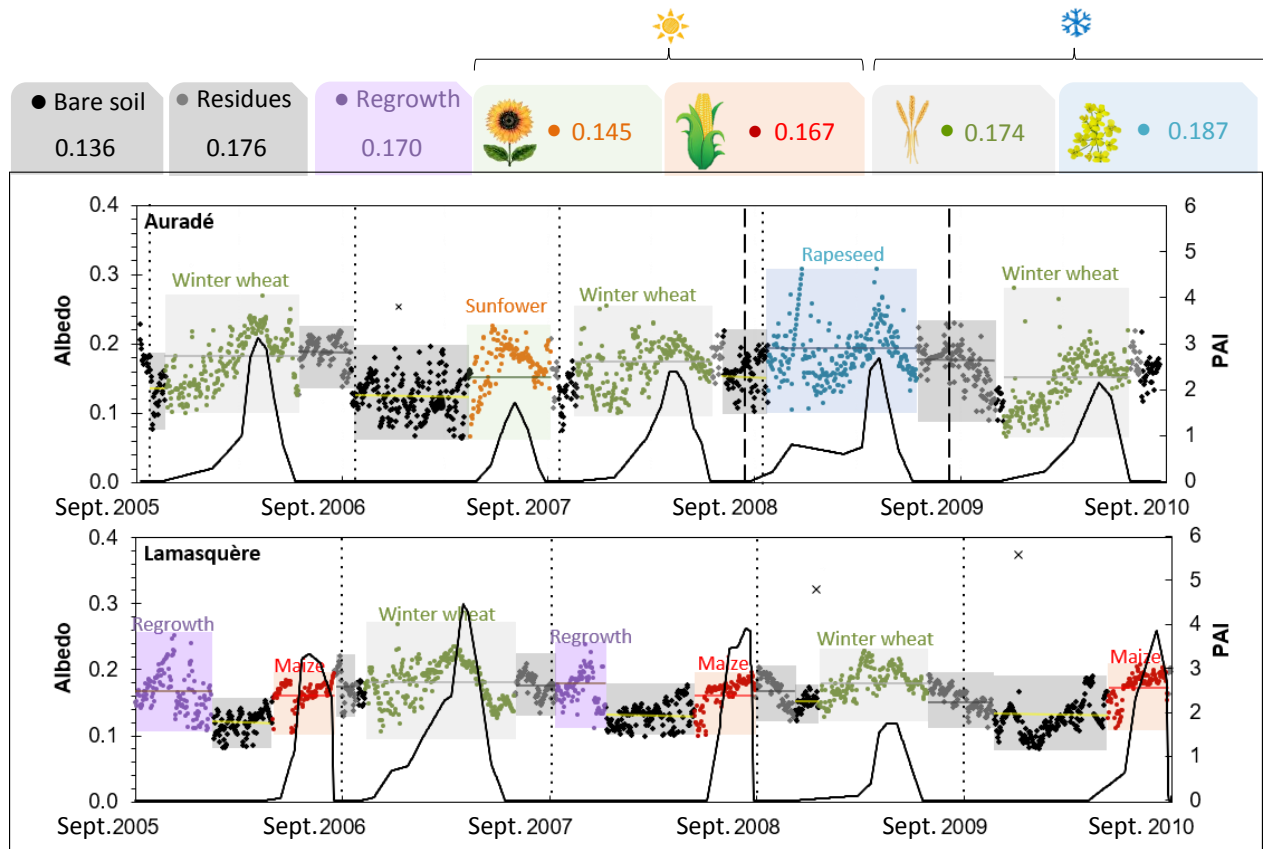 ● Bare soil
0.136
● Residues
0.176
● Regrowth
0.170
● 0.145
● 0.167
● 0.174
● 0.187
0.4
0.3
0.2
0.1
0.0
Albedo
Auradé
Winter wheat
Sunfower
Winter wheat
Rapeseed
Winter wheat
6
5
4
3
2
1
0
PAI
Sept. 2005
Sept. 2006
Sept. 2007
Sept. 2008
Sept. 2009
Sept. 2010
0.4
0.3
0.2
0.1
0.0
Albedo
Lamasquère
Regrowth
Maize
Winter wheat
Regrowth
Maize
Winter wheat
Maize
6
5
4
3
2
1
0
PAI
Sept. 2005
Sept. 2006
Sept. 2007
Sept. 2008
Sept. 2009
Sept. 2010